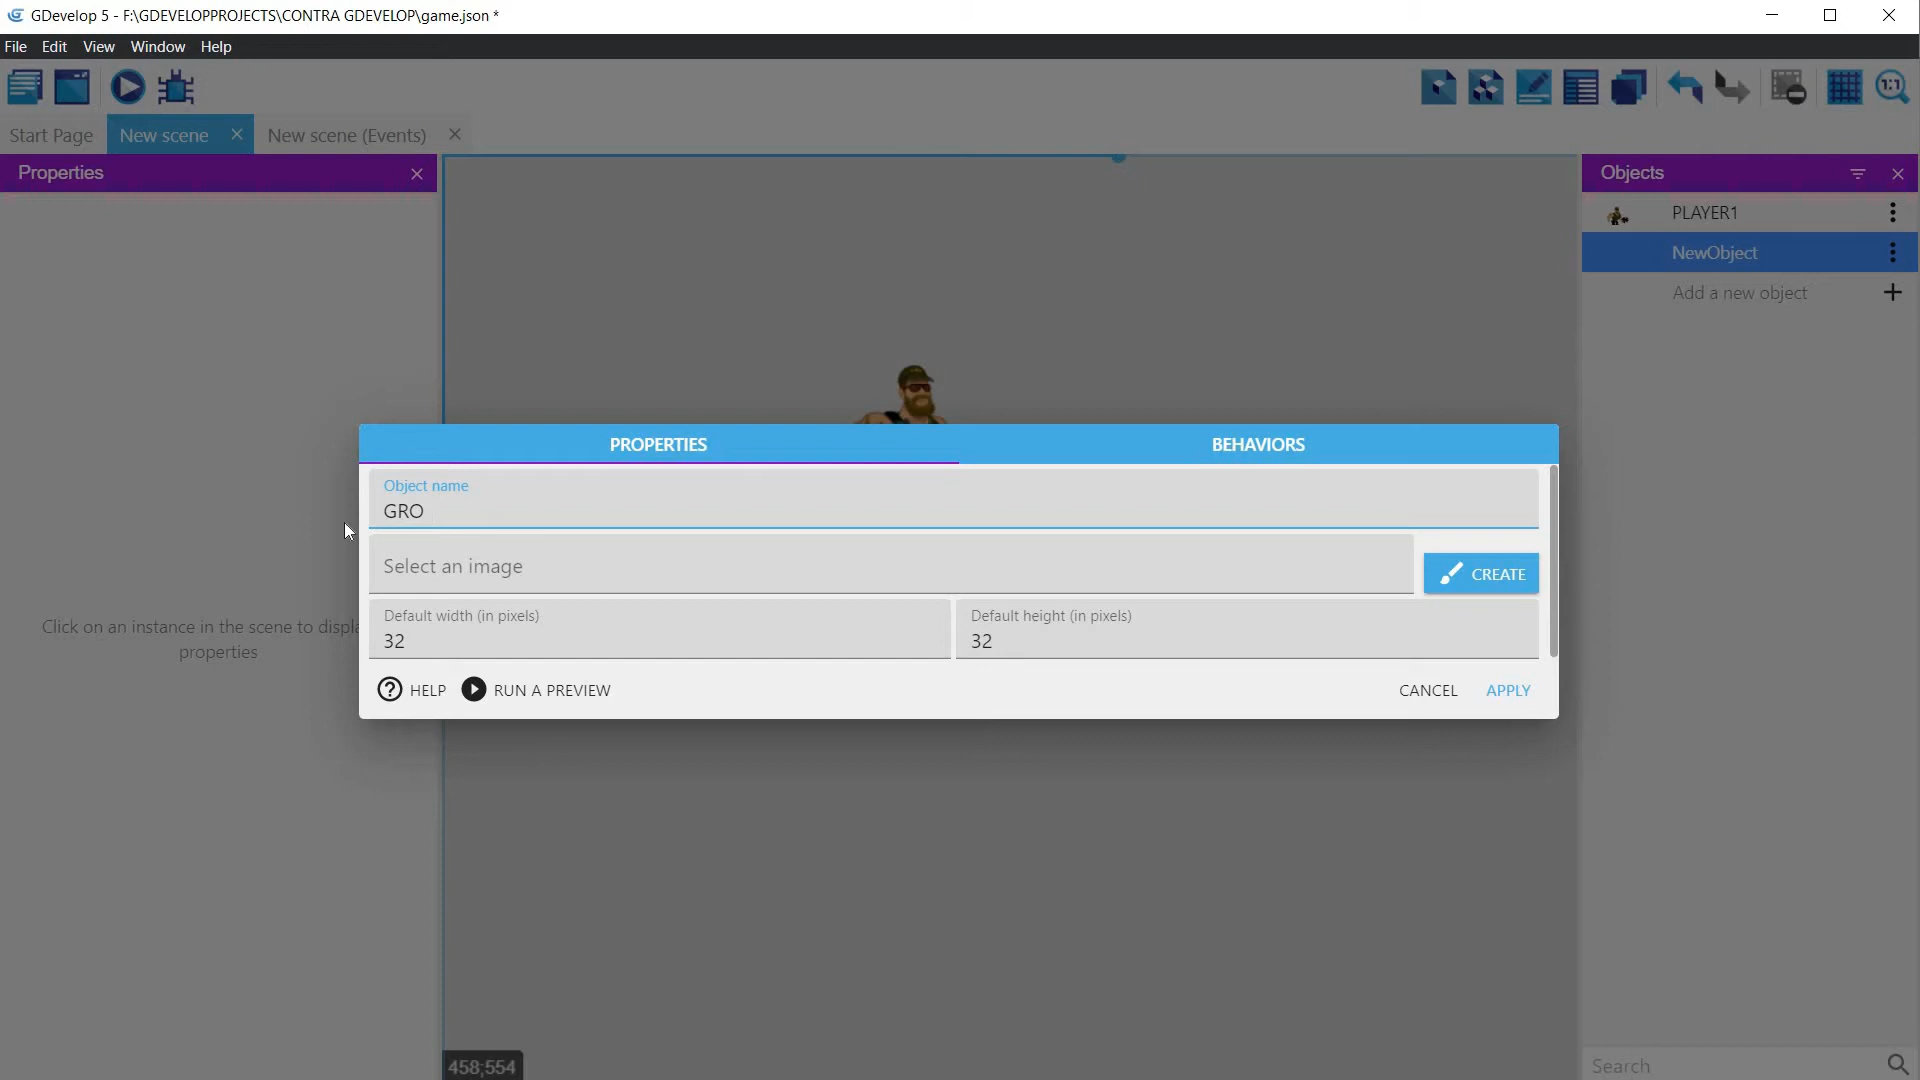 GDevelop 5 - F:\GDEVELOPPROJECTS\CONTRA GDEVELOP\game.json *
File Edit View Window Help
1:1
Start Page New scene New scene (Events)
Properties
Objects
PLAYER1
NewObject
Add a new object
PROPERTIES BEHAVIORS
Object name
GRO
Select an image
CREATE
Default width (in pixels) Default height (in pixels)
32 32
Click on an instance in the scene to displa
properties
HELP RUN A PREVIEW CANCEL APPLY
458;554
Search